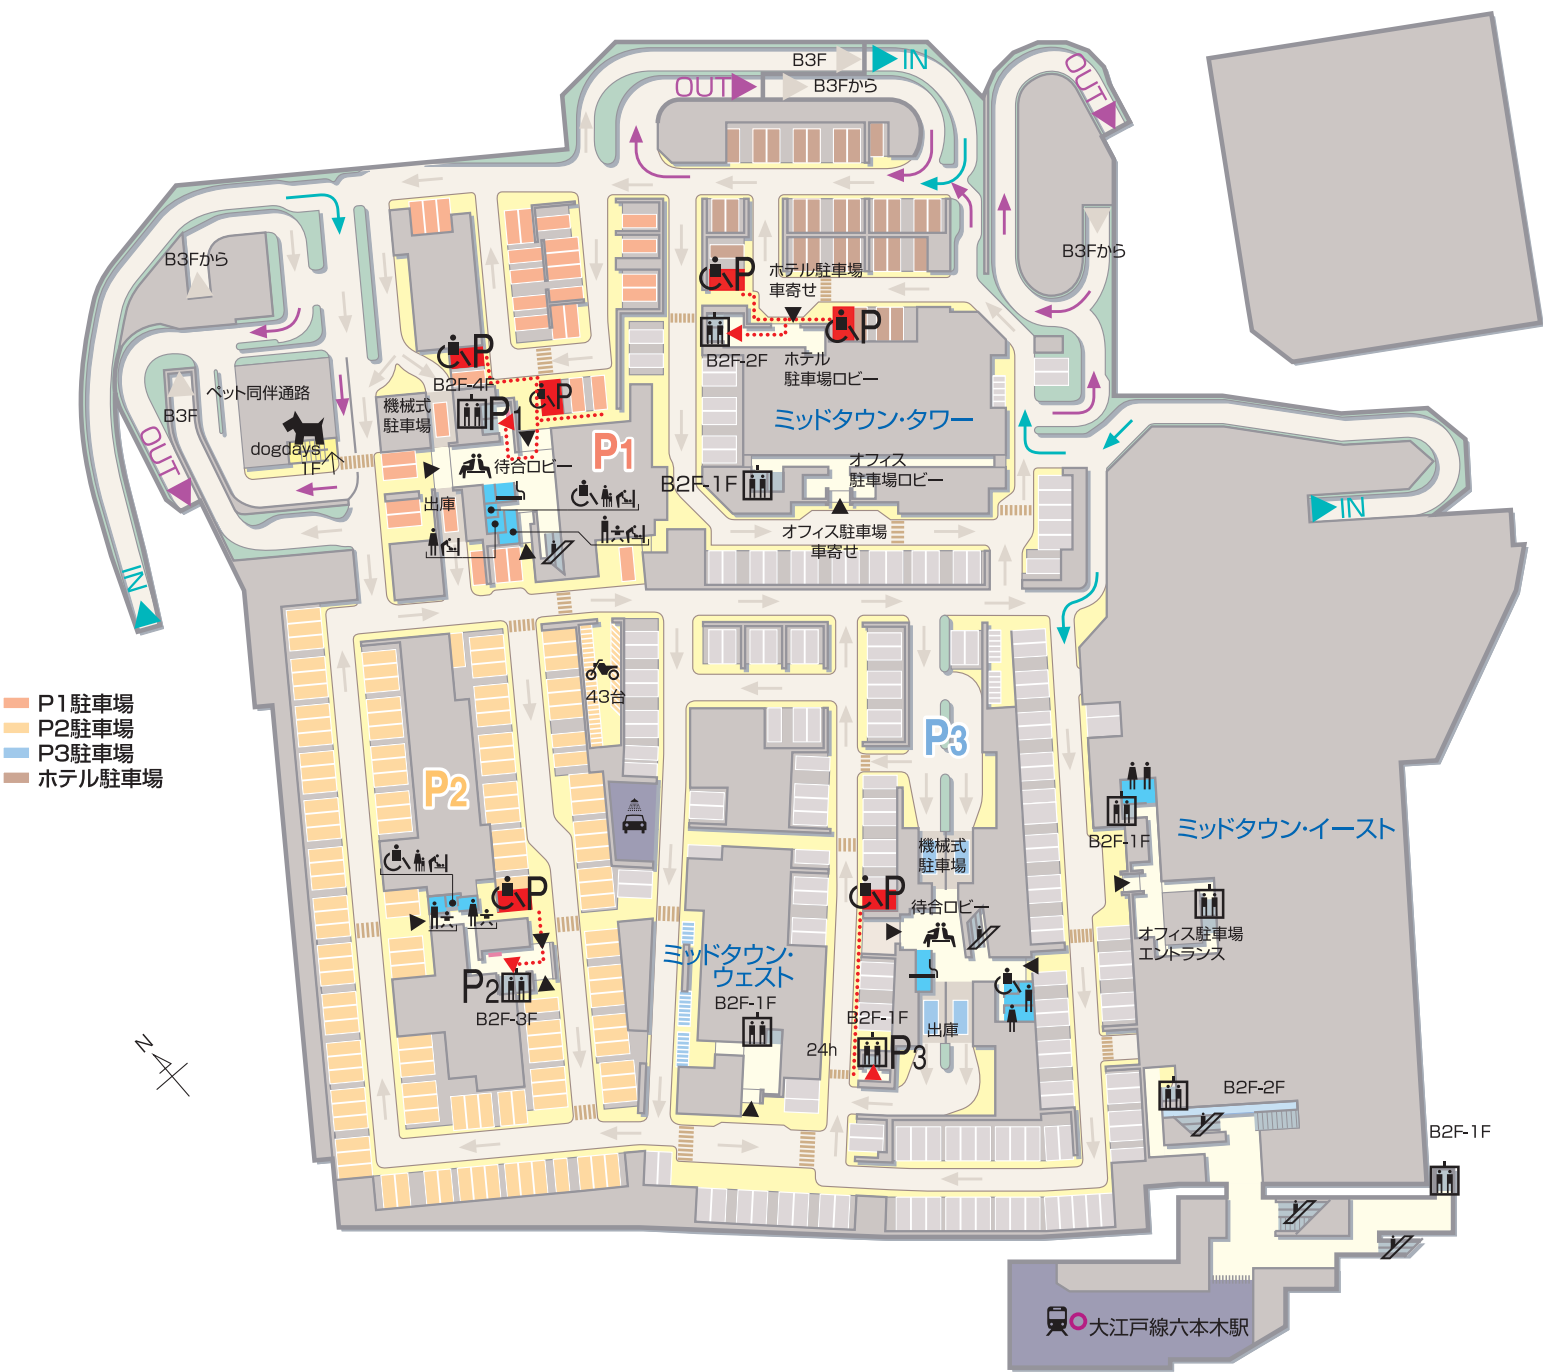 B3F
IN
OUT
B3Fから
OUT
B3Fから
B3Fから
P
ホテル駐車場
車寄せ
P
B2F-2F
ホテル
駐車場ロビー
P
B2F-4F
P
ペット同伴通路
B3F
機械式
駐車場
P1
ミッドタウン・タワー
OUT
dogdays
1F
P1
待合ロビー
出庫
B2F-1F
オフィス
駐車場ロビー
IN
オフィス駐車場
車寄せ
IN
43台
P1駐車場
P2駐車場
P3駐車場
ホテル駐車場
P2
P3
ミッドタウン・イースト
B2F-1F
機械式
駐車場
P
P
待合ロビー
オフィス駐車場
エントランス
ミッドタウン・
ウェスト
P2
B2F-3F
B2F-1F
B2F-1F
24h
P3
出庫
N
B2F-2F
B2F-1F
大江戸線六本木駅